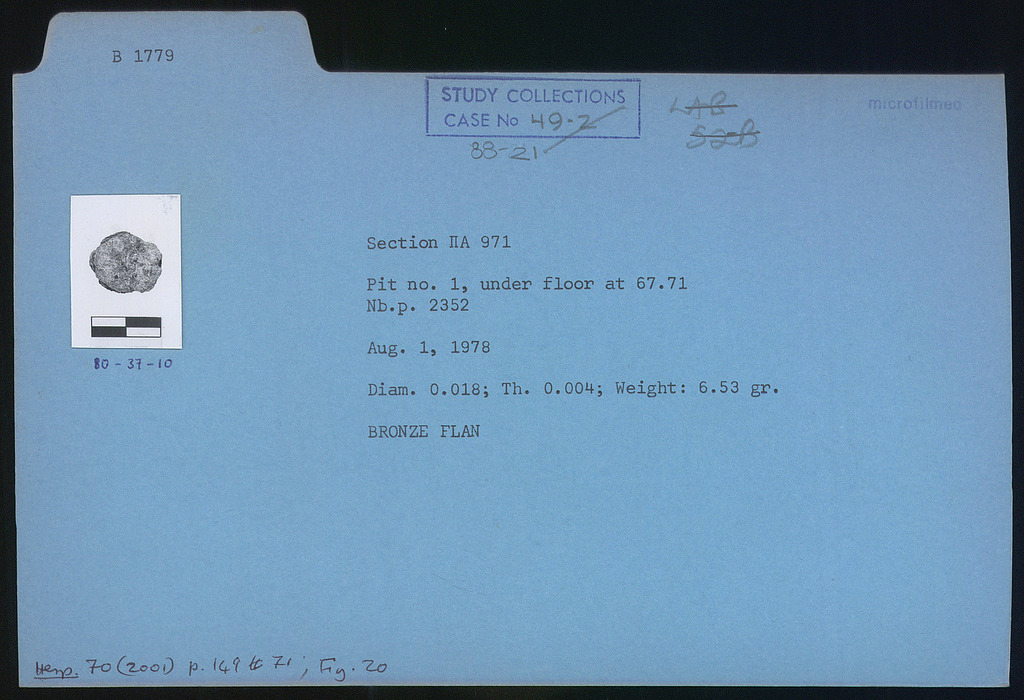 B 1779
STUDY COLLECTIONS
CASE No 49-2
88-21
LAB
52-B
microfilmed
Section ΠA 971
Pit no. 1, under floor at 67.71
Nb.p. 2352
Aug. 1, 1978
Diam. 0.018; Th. 0.004; Weight: 6.53 gr.
BRONZE FLAN
80-37-10
Hesp. 70 (2001) p. 149 # 71 ; Fig. 20